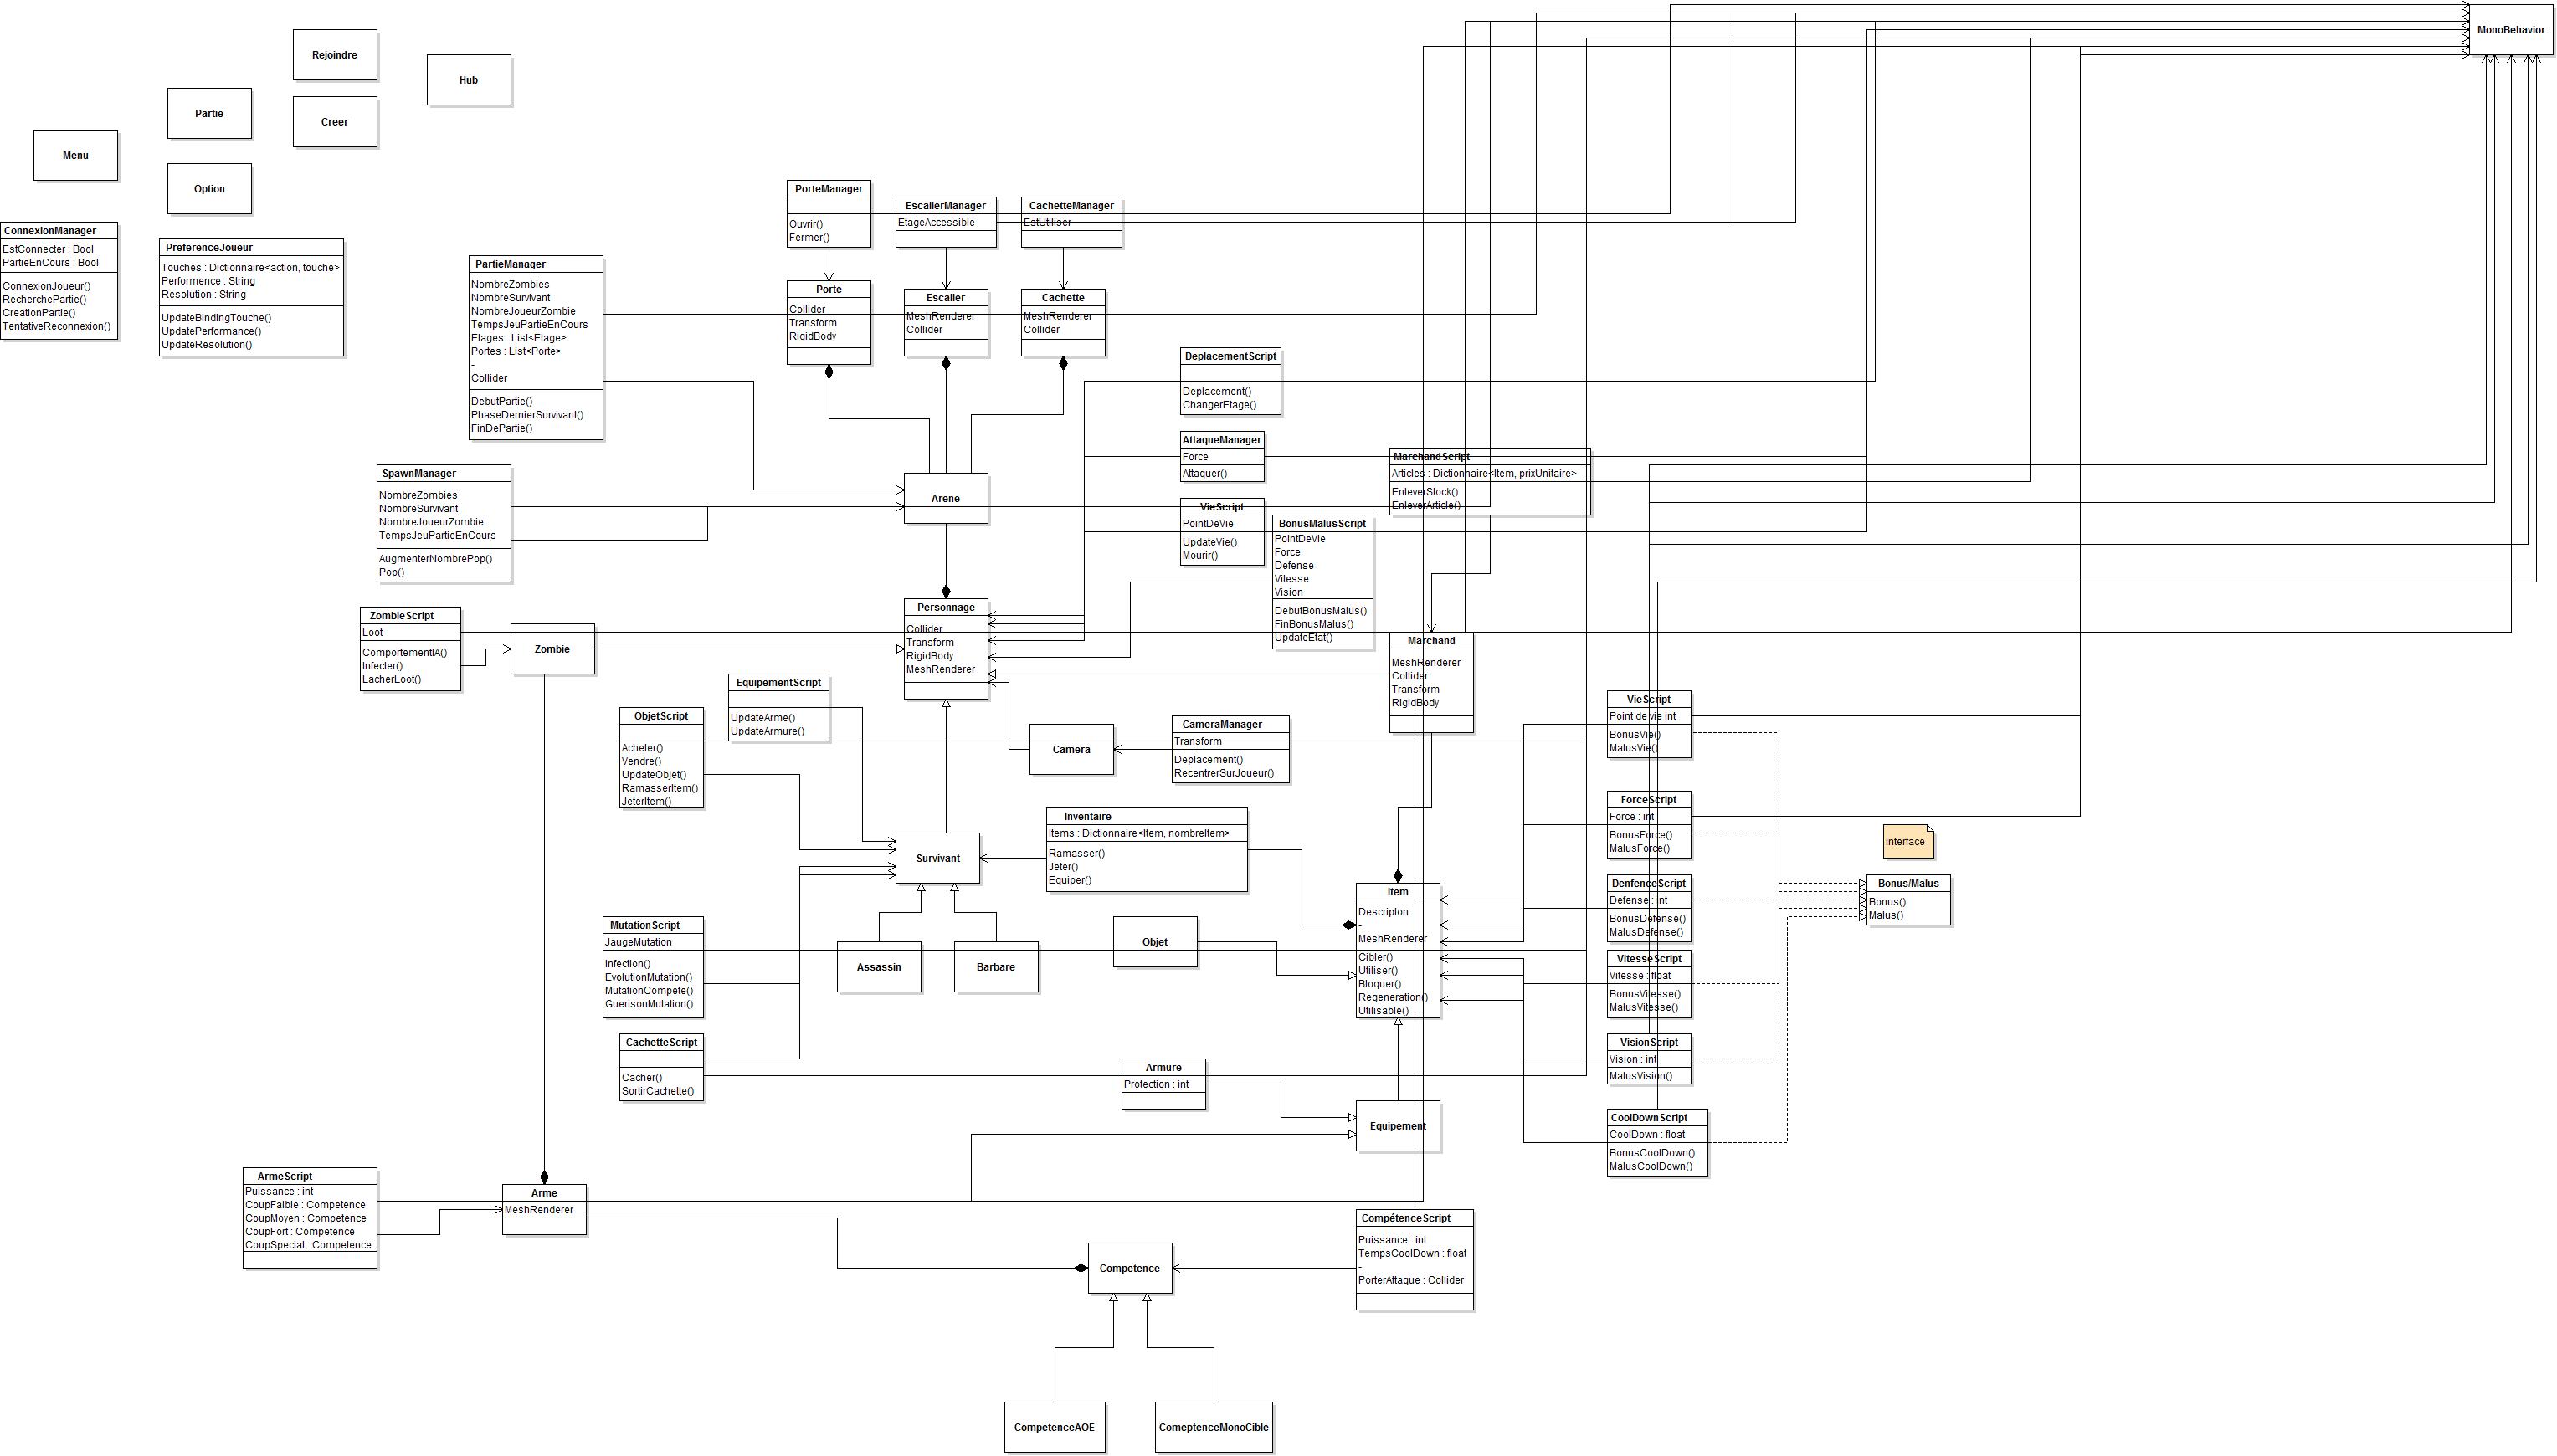 MonoBehavior
Rejoindre
Hub
Partie
Creer
Menu
Option
ConnexionManager
EstConnecter : Bool
PartieEnCours : Bool
ConnexionJoueur()
RecherchePartie()
CreationPartie()
TentativeReconnexion()
PreferenceJoueur
Touches : Dictionnaire<action, touche>
Performence : String
Resolution : String
UpdateBindingTouche()
UpdatePerformance()
UpdateResolution()
PartieManager
NombreZombies
NombreSurvivant
NombreJoueurZombie
TempsJeuPartieEnCours
Etages : List<Etage>
Portes : List<Porte>
-
Collider
DebutPartie()
PhaseDernierSurvivant()
FinDePartie()
PorteManager
Ouvrir()
Fermer()
EscalierManager
EtageAccessible
CachetteManager
EstUtiliser
Porte
Collider
Transform
RigidBody
Escalier
MeshRenderer
Collider
Cachette
MeshRenderer
Collider
DeplacementScript
Deplacement()
ChangerEtage()
AttaqueManager
Force
Attaquer()
MarchandScript
Articles : Dictionnaire<Item, prixUnitaire>
EnleverStock()
EnleverArticle()
SpawnManager
NombreZombies
NombreSurvivant
NombreJoueurZombie
TempsJeuPartieEnCours
AugmenterNombrePop()
Pop()
Arene
VieScript
PointDeVie
UpdateVie()
Mourir()
BonusMalusScript
PointDeVie
Force
Defense
Vitesse
Vision
DebutBonusMalus()
FinBonusMalus()
UpdateEtat()
ZombieScript
Loot
ComportementIA()
Infecter()
LacherLoot()
Zombie
Personnage
Collider
Transform
RigidBody
MeshRenderer
Marchand
MeshRenderer
Collider
Transform
RigidBody
EquipementScript
UpdateArme()
UpdateArmure()
ObjetScript
Acheter()
Vendre()
UpdateObjet()
RamasserItem()
JeterItem()
Camera
CameraManager
Transform
Deplacement()
RecentrerSurJoueur()
VieScript
Point de vie int
BonusVie()
MalusVie()
ForceScript
Force : int
BonusForce()
MalusForce()
Interface
Survivant
Inventaire
Items : Dictionnaire<Item, nombreItem>
Ramasser()
Jeter()
Equiper()
Item
Descripton
-
MeshRenderer
Cibler()
Utiliser()
Bloquer()
Regeneration()
Utilisable()
DenfenceScript
Defense : int
BonusDefense()
MalusDefense()
Bonus/Malus
Bonus()
Malus()
MutationScript
JaugeMutation
Infection()
EvolutionMutation()
MutationCompete()
GuerisonMutation()
Assassin
Barbare
Objet
VitesseScript
Vitesse : float
BonusVitesse()
MalusVitesse()
CachetteScript
Cacher()
SortirCachette()
VisionScript
Vision : int
MalusVision()
Armure
Protection : int
Equipement
CoolDownScript
CoolDown : float
BonusCoolDown()
MalusCoolDown()
ArmeScript
Puissance : int
CoupFaible : Competence
CoupMoyen : Competence
CoupFort : Competence
CoupSpecial : Competence
Arme
MeshRenderer
CompétenceScript
Puissance : int
TempsCoolDown : float
-
PorterAttaque : Collider
Competence
CompetenceAOE
ComeptenceMonoCible